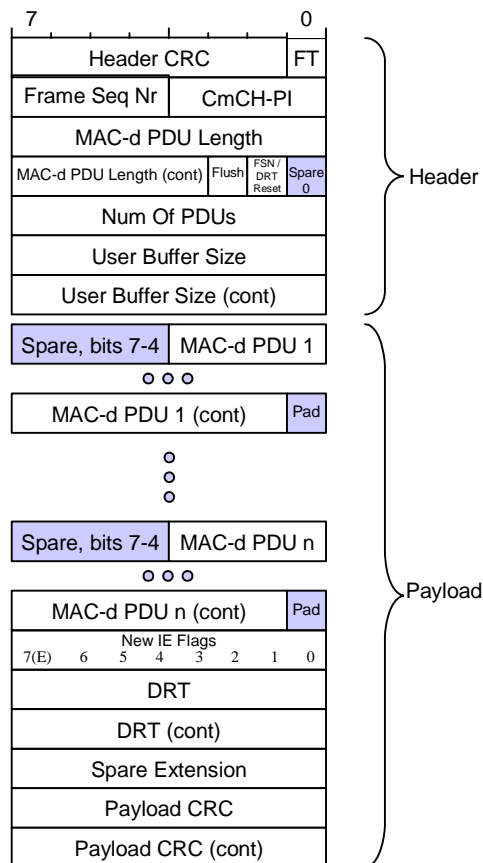 7 0
Header CRC FT
Frame Seq Nr CmCH-PI
MAC-d PDU Length
MAC-d PDU Length (cont) Flush FSN / DRT Reset Spare 0
Header
Num Of PDUs
User Buffer Size
User Buffer Size (cont)
Spare, bits 7-4 MAC-d PDU 1
MAC-d PDU 1 (cont) Pad
Spare, bits 7-4 MAC-d PDU n
MAC-d PDU n (cont) Pad
Payload
New IE Flags
7(E) 6 5 4 3 2 1 0
DRT
DRT (cont)
Spare Extension
Payload CRC
Payload CRC (cont)